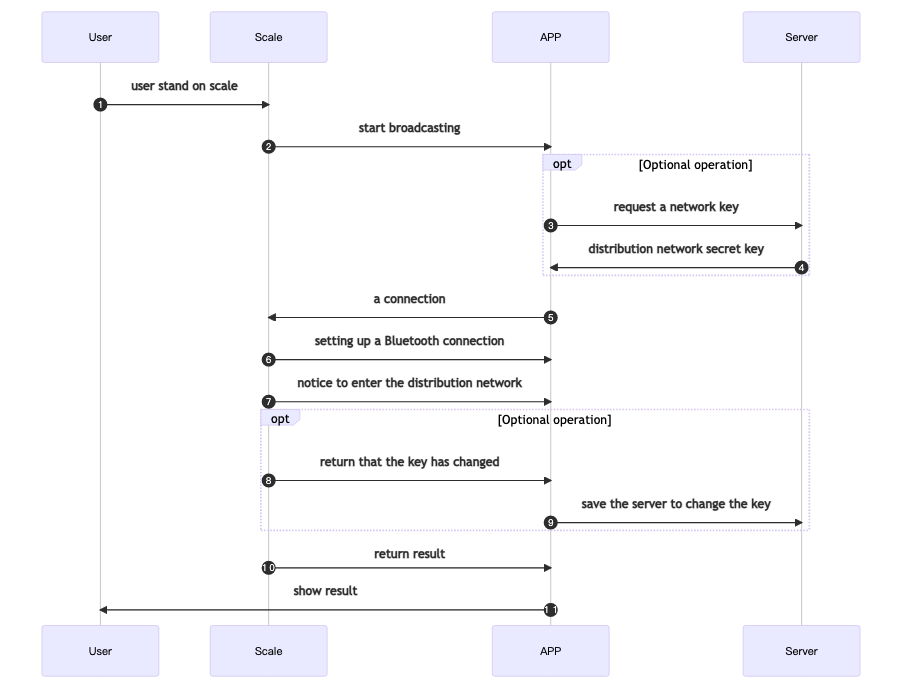 User Scale APP Server
user stand on scale
1
start broadcasting
2
opt [Optional operation]
request a network key
3
distribution network secret key
4
a connection
5
setting up a Bluetooth connection
6
notice to enter the distribution network
7
opt [Optional operation]
return that the key has changed
8
save the server to change the key
9
return result
10
show result
11
User Scale APP Server